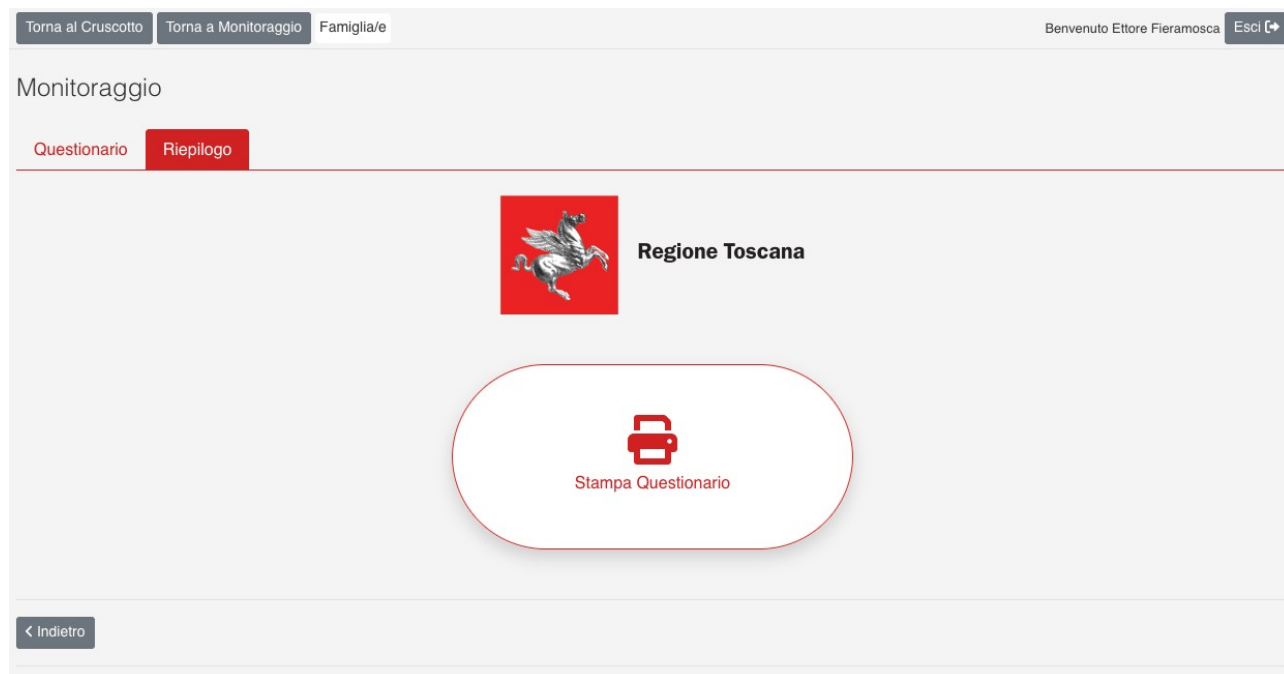 Torna al Cruscotto Torna a Monitoraggio Famiglia/e Benvenuto Ettore Fieramosca Esci
Monitoraggio
Questionario Riepilogo
Regione Toscana
Stampa Questionario
< Indietro